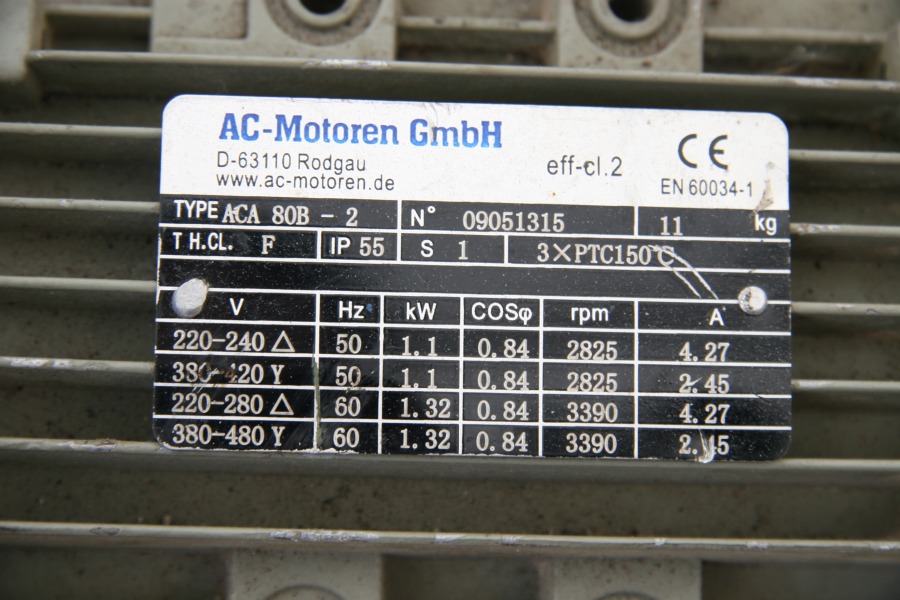 AC-Motoren GmbH
D-63110 Rodgau
www.ac-motoren.de
eff-cl.2
CE
EN 60034-1
TYPE ACA 80B - 2 N° 09051315 11 kg
TH.CL. F IP 55 S 1 3×PTC150℃
V Hz kW COSφ rpm A
220-240 △ 50 1.1 0.84 2825 4.27
380-420 Y 50 1.1 0.84 2825 2.45
220-280 △ 60 1.32 0.84 3390 4.27
380-480 Y 60 1.32 0.84 3390 2.45